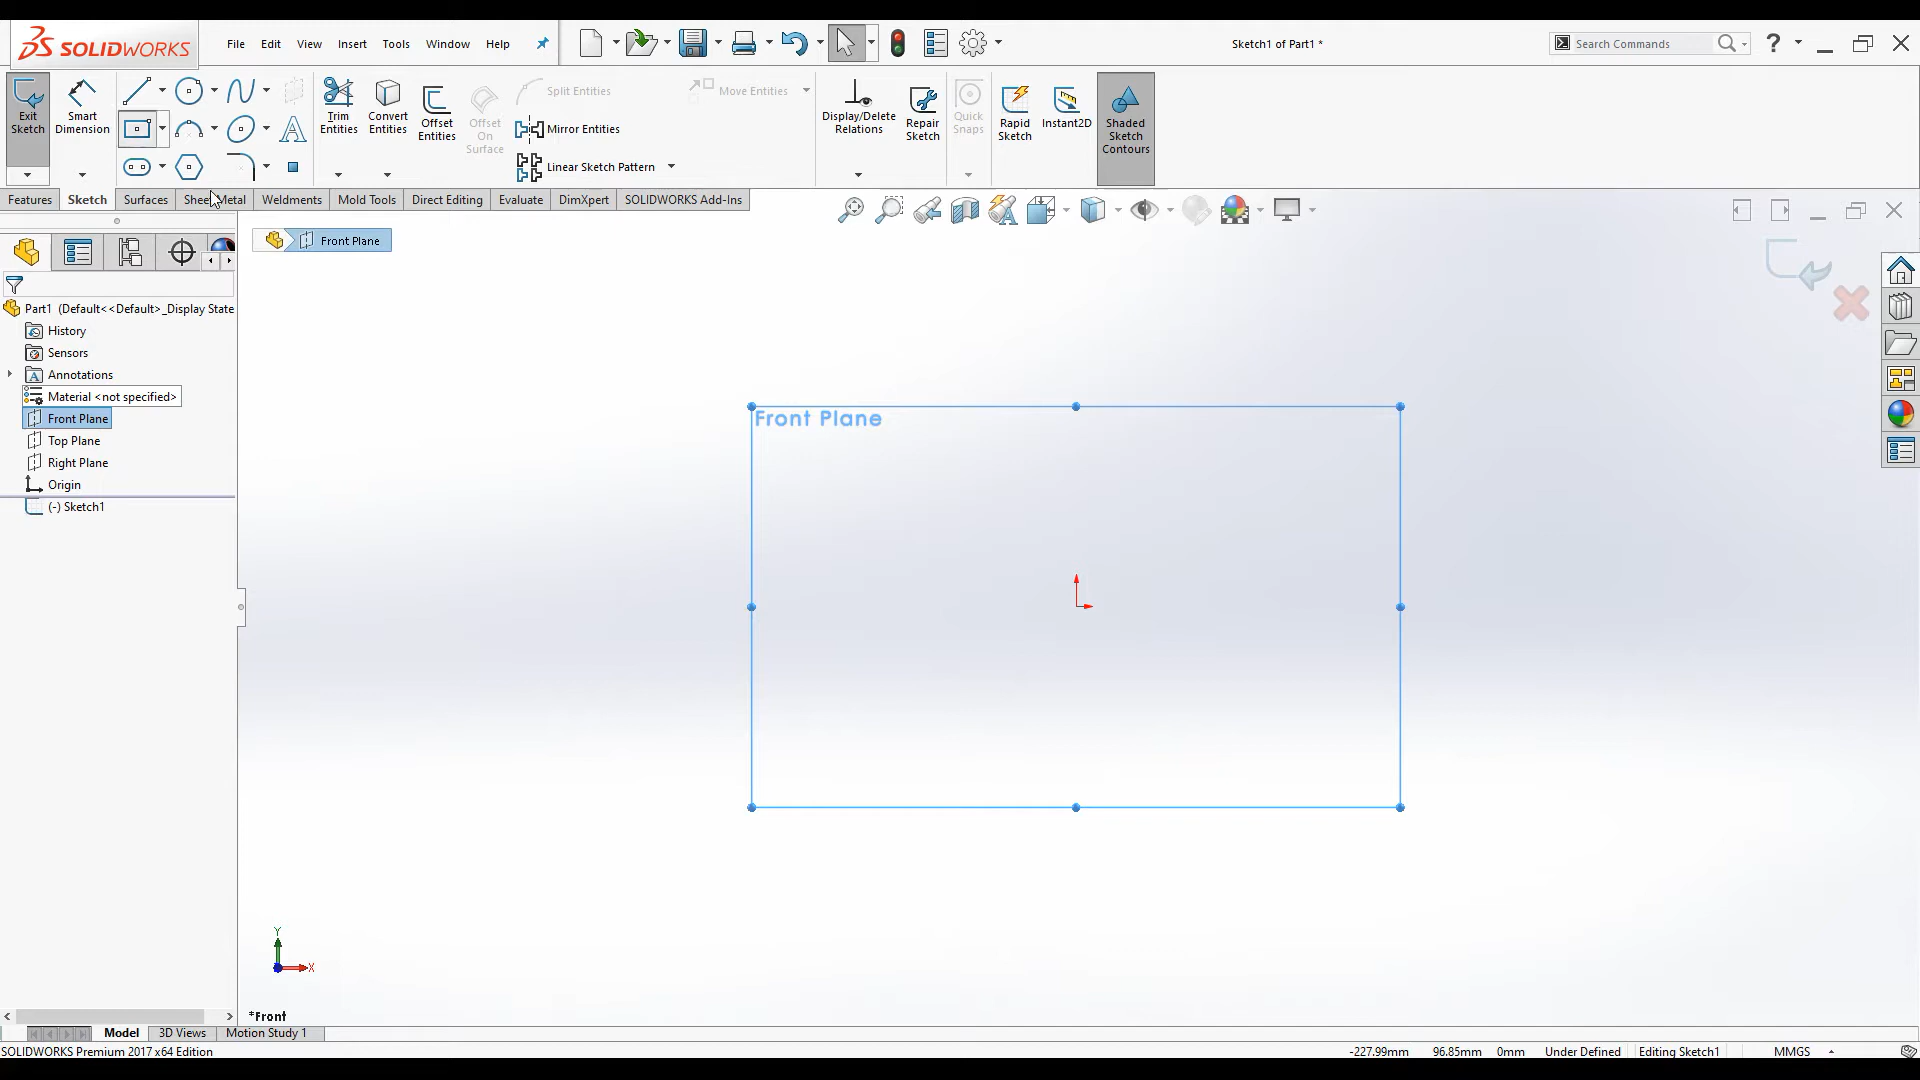 SOLIDWORKS
File Edit View Insert Tools Window Help
Sketch1 of Part1 *
Search Commands
Exit Sketch
Smart Dimension
Trim Entities
Convert Entities
Offset Entities
Offset On Surface
Split Entities
Mirror Entities
Linear Sketch Pattern
Move Entities
Display/Delete Relations
Repair Sketch
Quick Snaps
Rapid Sketch
Instant2D
Shaded Sketch Contours
Features Sketch Surfaces Sheet Metal Weldments Mold Tools Direct Editing Evaluate DimXpert SOLIDWORKS Add-Ins
Front Plane
Part1 (Default<<Default>_Display State
History
Sensors
Annotations
Material <not specified>
Front Plane
Top Plane
Right Plane
Origin
(-) Sketch1
Front Plane
Y
X
*Front
Model 3D Views Motion Study 1
SOLIDWORKS Premium 2017 x64 Edition
-227.99mm 96.85mm 0mm Under Defined Editing Sketch1 MMGS